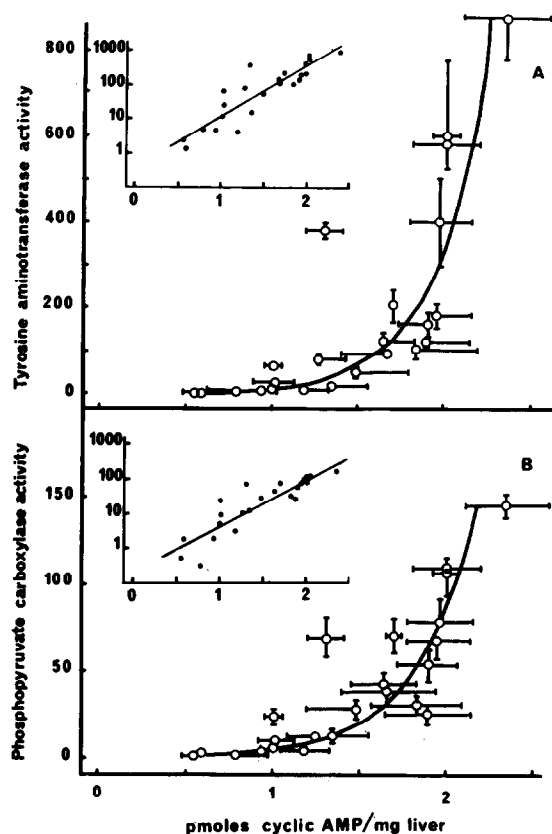 Tyrosine aminotransferase activity
800
600
400
200
0
1000
100
10
1
0 1 2
A
Phosphopyruvate carboxylase activity
150
100
50
0
1000
100
10
1
0 1 2
B
0 1 2
pmoles cyclic AMP/mg liver